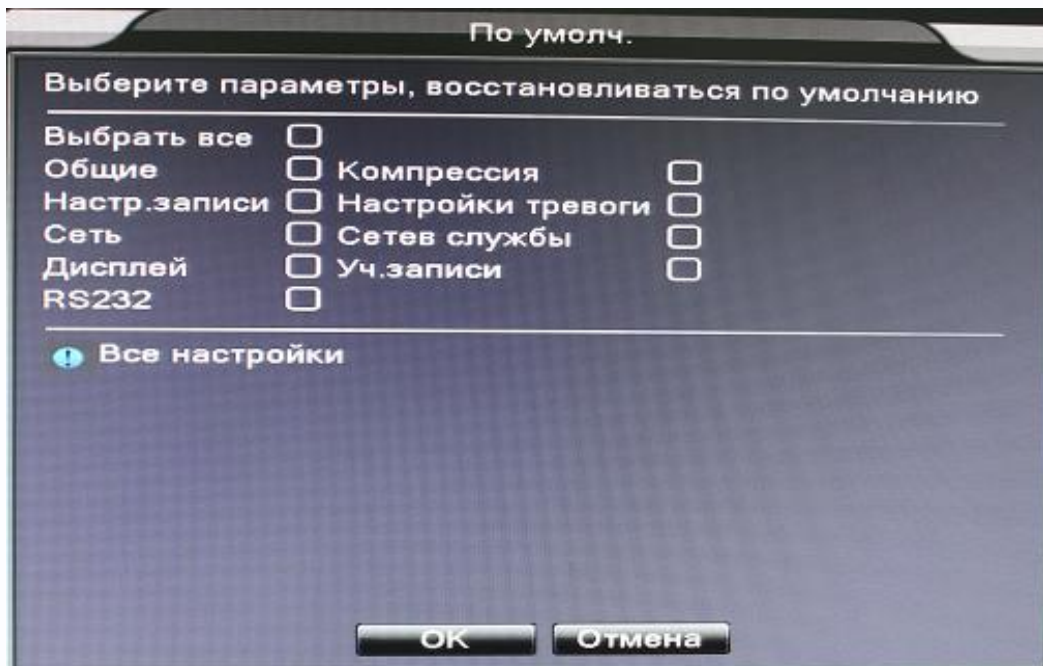 По умолч.
Выберите параметры, восстановливаться по умолчанию
Выбрать все
Общие Компрессия
Настр.записи Настройки тревоги
Сеть Сетев службы
Дисплей Уч.записи
RS232
Все настройки
OK Отмена